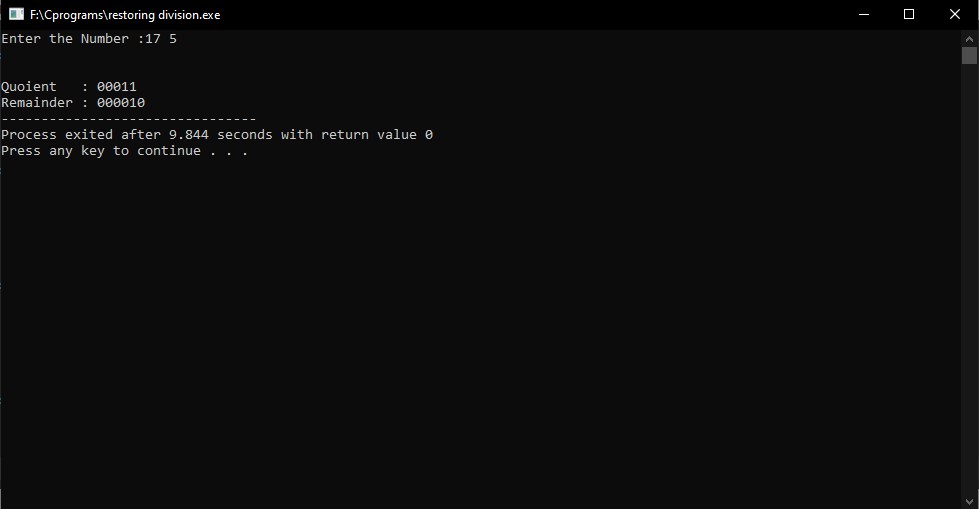 F:\Cprograms\restoring division.exe
Enter the Number :17 5
Quoient   : 00011
Remainder : 000010
--------------------------------
Process exited after 9.844 seconds with return value 0
Press any key to continue . . .